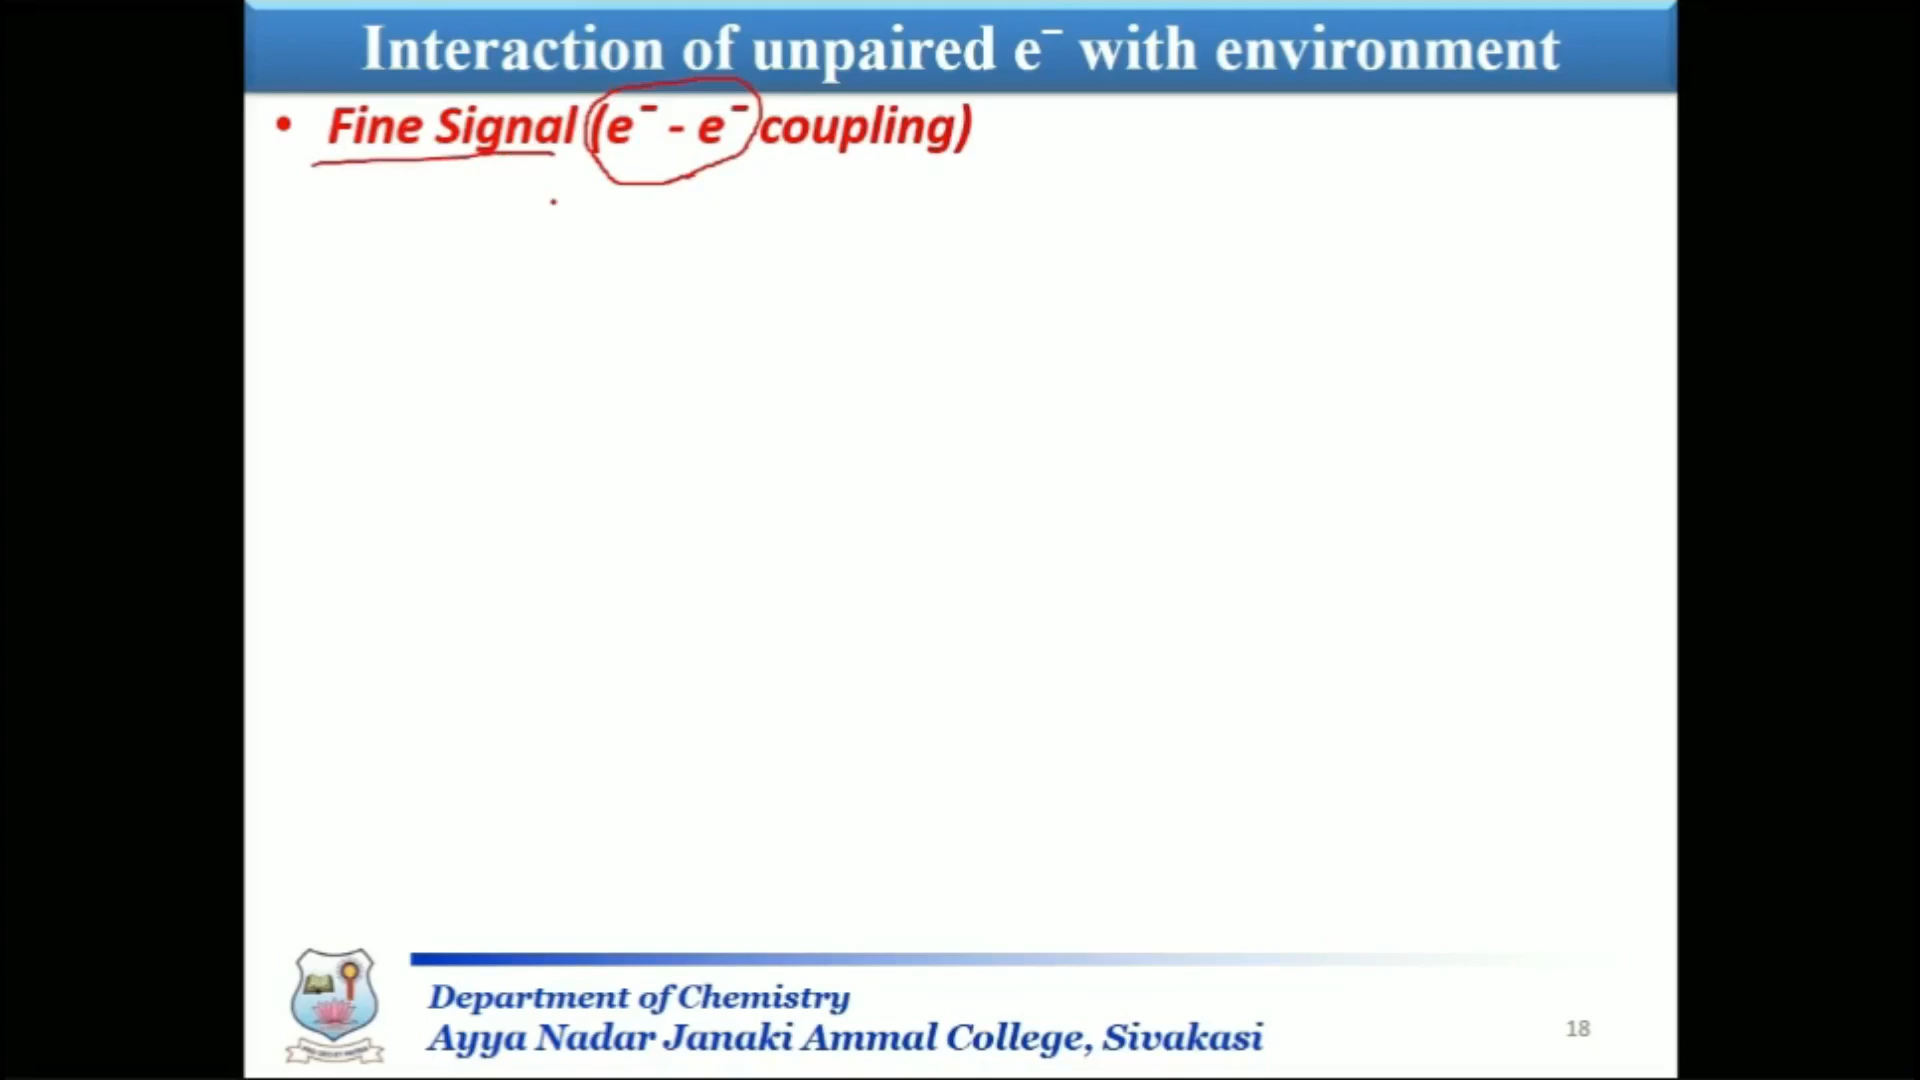 Interaction of unpaired e⁻ with environment
• Fine Signal (e⁻ - e⁻ coupling)
Department of Chemistry
Ayya Nadar Janaki Ammal College, Sivakasi
18